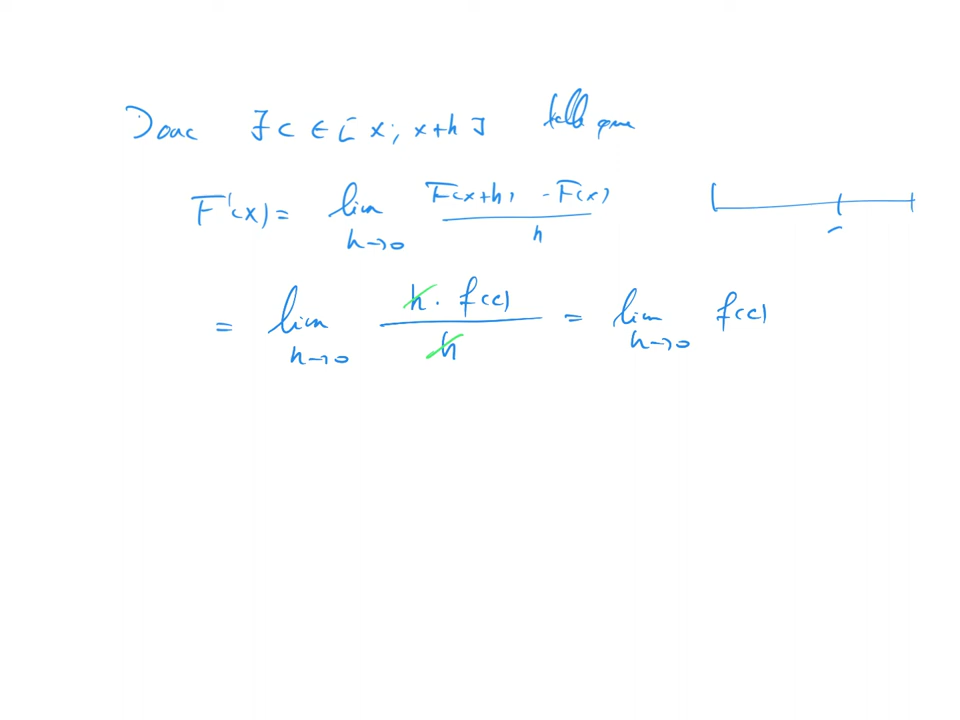 Donc ∃ c ∈ [x; x+h] telle que
F'(x) = lim h→0 F(x+h) - F(x) / h
c
= lim h→0 h · f(c) / h = lim h→0 f(c)